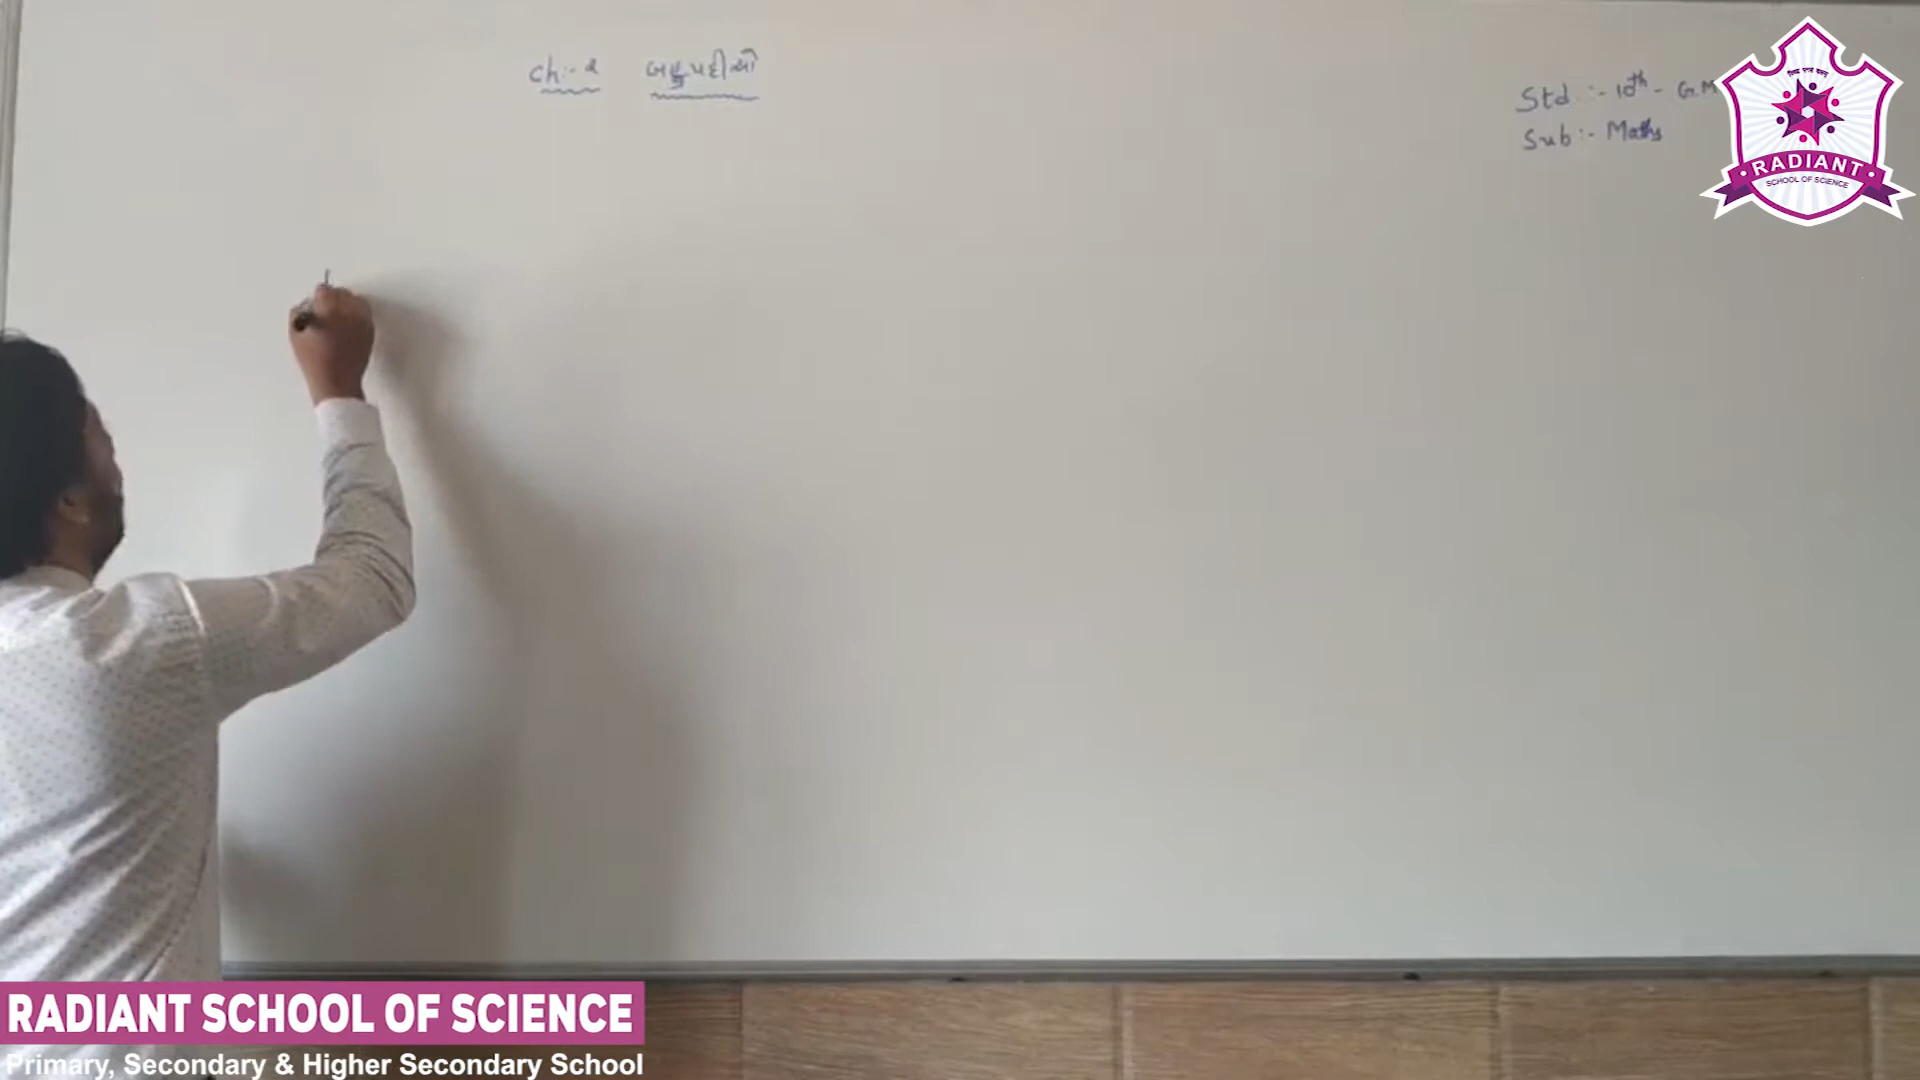 Ch:- ૨ બહુપદીઓ
Std :- 10th - G.M
Sub :- Maths
RADIANT
SCHOOL OF SCIENCE
RADIANT SCHOOL OF SCIENCE
Primary, Secondary & Higher Secondary School